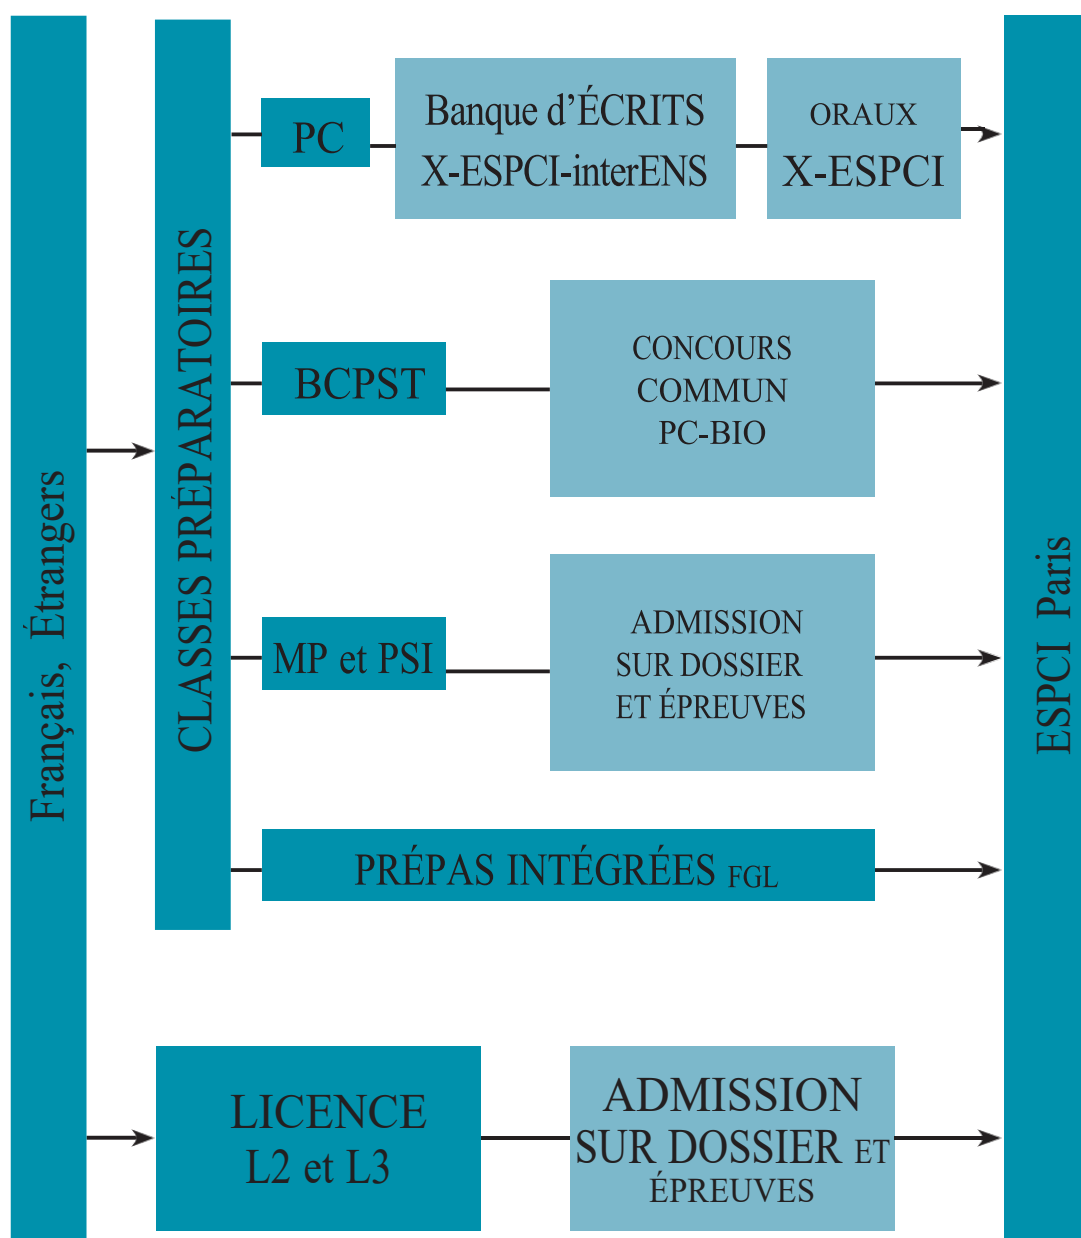 Français, Étrangers
CLASSES PRÉPARATOIRES
PC
Banque d'ÉCRITS
X-ESPCI-interENS
ORAUX
X-ESPCI
BCPST
CONCOURS
COMMUN
PC-BIO
MP et PSI
ADMISSION
SUR DOSSIER
ET ÉPREUVES
PRÉPAS INTÉGRÉES FGL
LICENCE
L2 et L3
ADMISSION
SUR DOSSIER ET
ÉPREUVES
ESPCI Paris